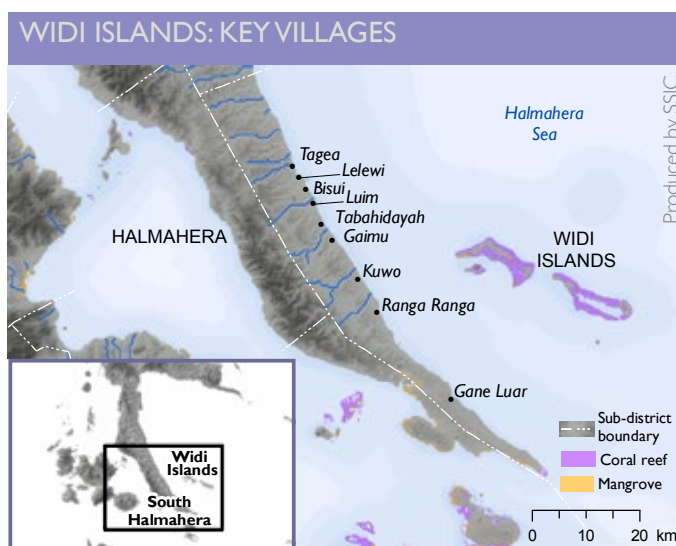 WIDI ISLANDS: KEY VILLAGES
Produced by SSIC
Halmahera
Sea
Tagea
Lelewi
Bisui
Luim
Tabahidayah
Gaimu
HALMAHERA
WIDI
ISLANDS
Kuwo
Ranga Ranga
Gane Luar
Sub-district
boundary
Coral reef
Mangrove
0 10 20 km
Widi
Islands
South
Halmahera